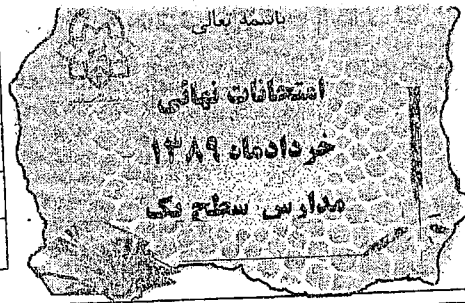 باسمه تعالی
امتحانات نهائی
خردادماه ۱۳۸۹
مدارس سطح یک